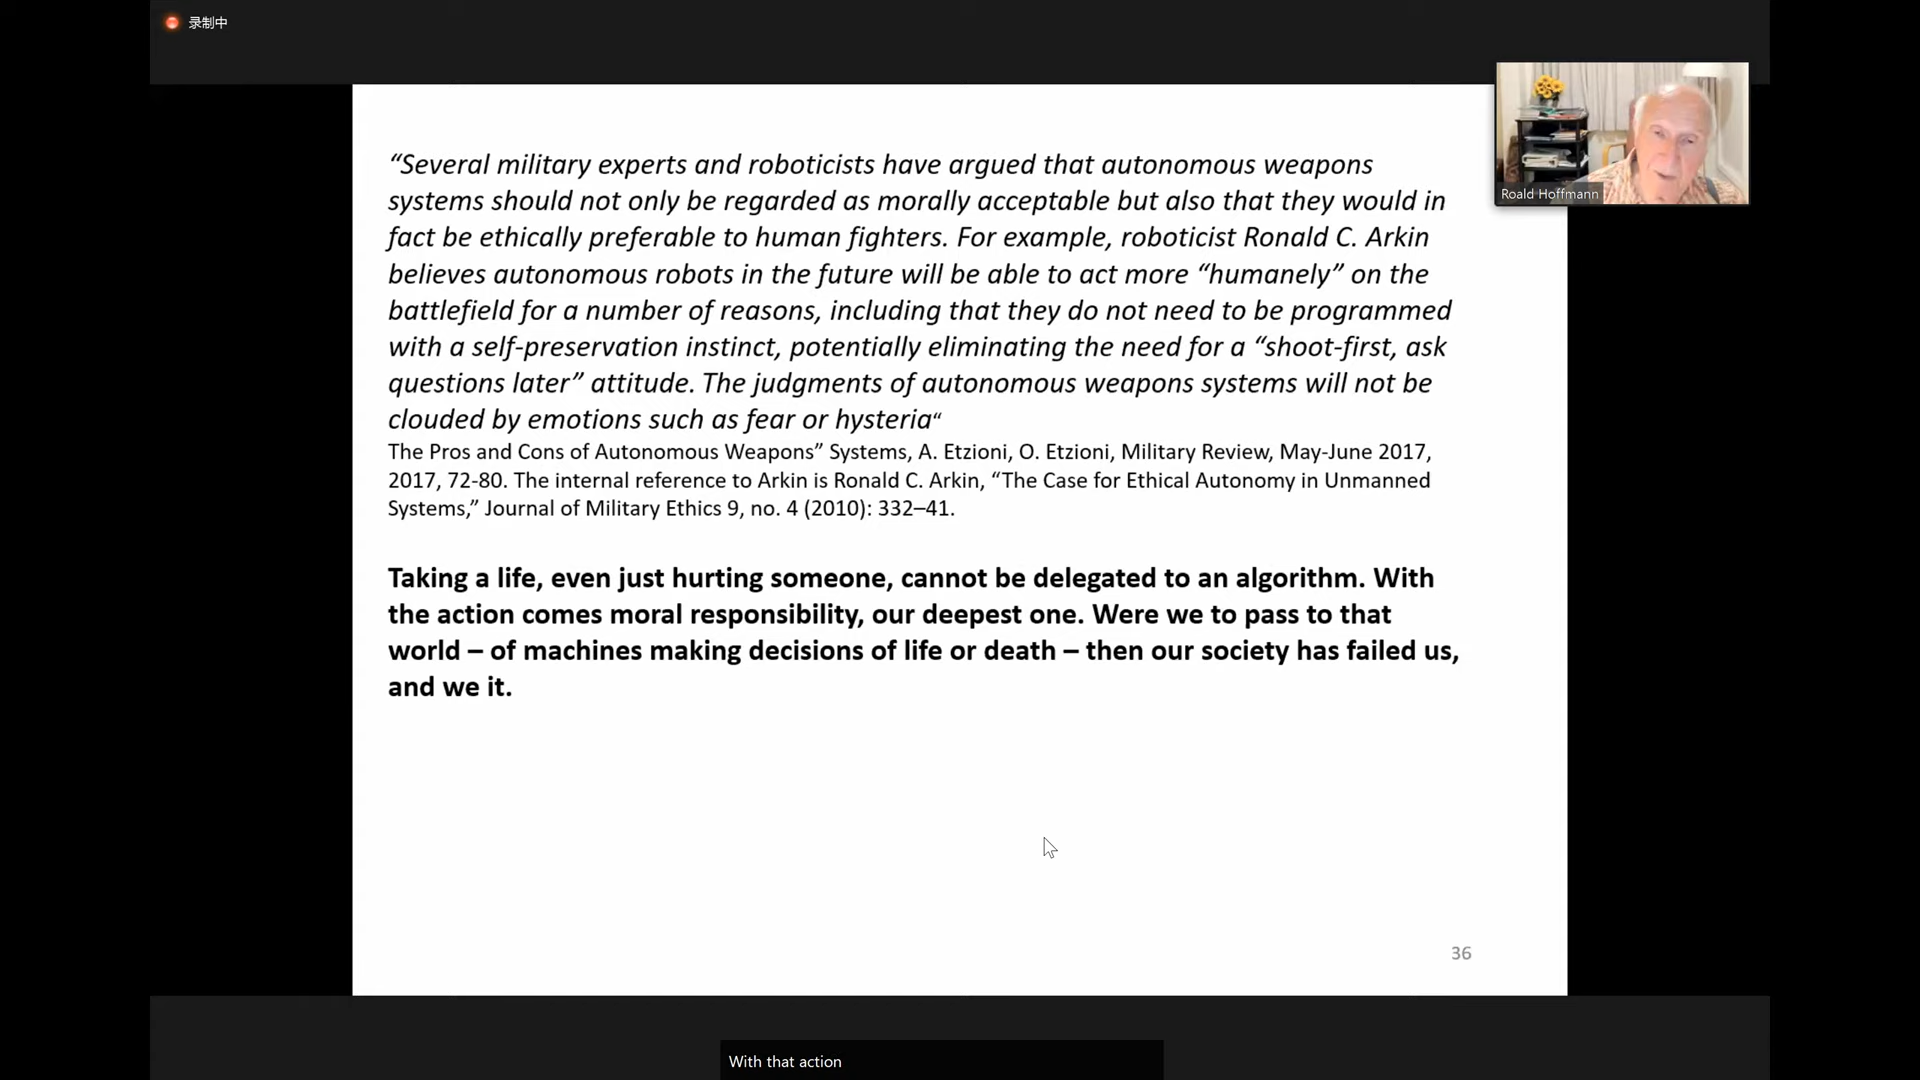 录制中
Roald Hoffmann
“Several military experts and roboticists have argued that autonomous weapons
systems should not only be regarded as morally acceptable but also that they would in
fact be ethically preferable to human fighters. For example, roboticist Ronald C. Arkin
believes autonomous robots in the future will be able to act more “humanely” on the
battlefield for a number of reasons, including that they do not need to be programmed
with a self-preservation instinct, potentially eliminating the need for a “shoot-first, ask
questions later” attitude. The judgments of autonomous weapons systems will not be
clouded by emotions such as fear or hysteria“
The Pros and Cons of Autonomous Weapons” Systems, A. Etzioni, O. Etzioni, Military Review, May-June 2017,
2017, 72-80. The internal reference to Arkin is Ronald C. Arkin, “The Case for Ethical Autonomy in Unmanned
Systems,” Journal of Military Ethics 9, no. 4 (2010): 332–41.
Taking a life, even just hurting someone, cannot be delegated to an algorithm. With
the action comes moral responsibility, our deepest one. Were we to pass to that
world – of machines making decisions of life or death – then our society has failed us,
and we it.
36
With that action